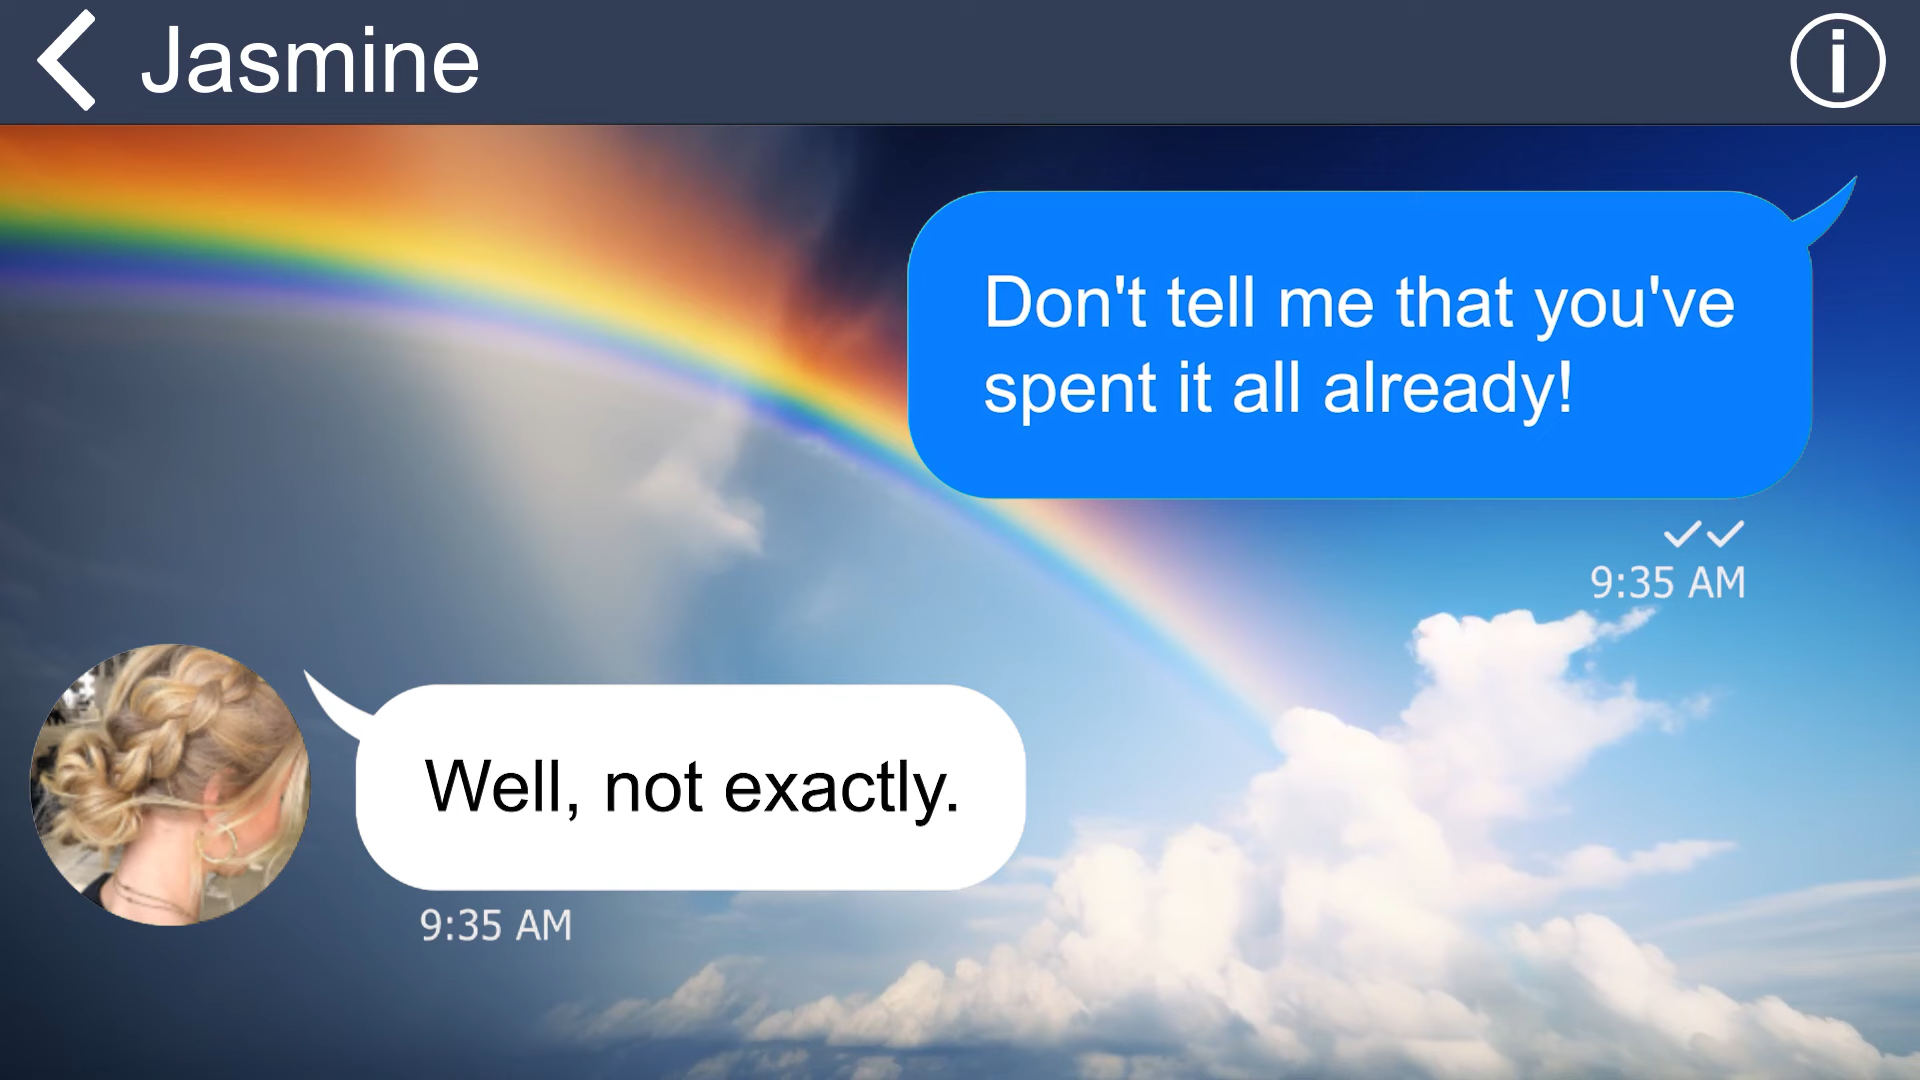 Jasmine
Don't tell me that you've
spent it all already!
9:35 AM
Well, not exactly.
9:35 AM